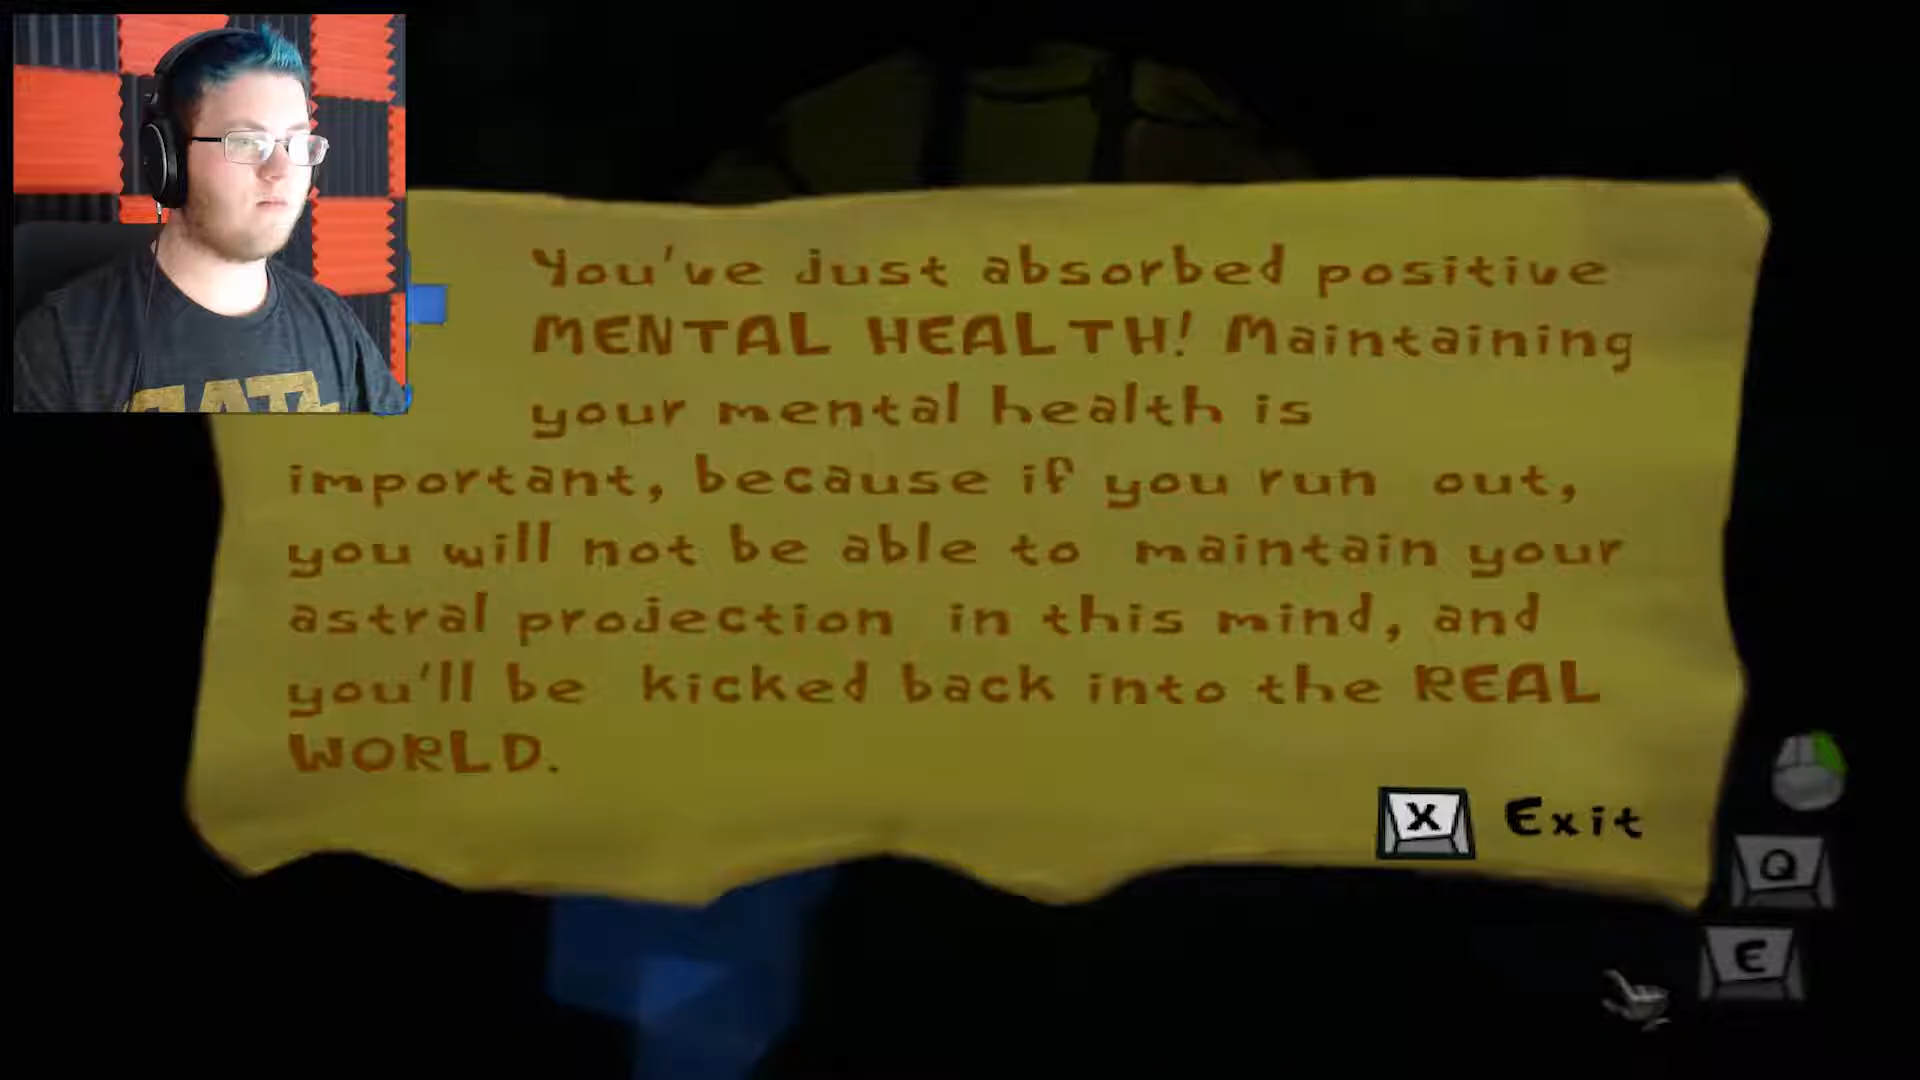 You've just absorbed positive
MENTAL HEALTH! Maintaining
your mental health is
important, because if you run out,
you will not be able to maintain your
astral projection in this mind, and
you'll be kicked back into the REAL
WORLD.
X Exit
Q
E